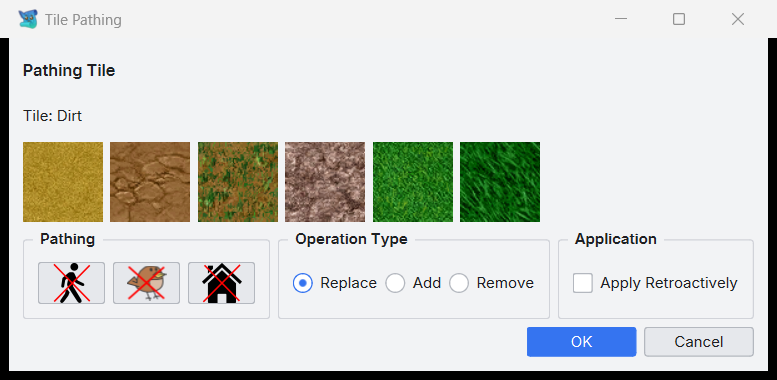 Tile Pathing
Pathing Tile
Tile: Dirt
Pathing
Operation Type
Application
Replace
Add
Remove
Apply Retroactively
OK
Cancel